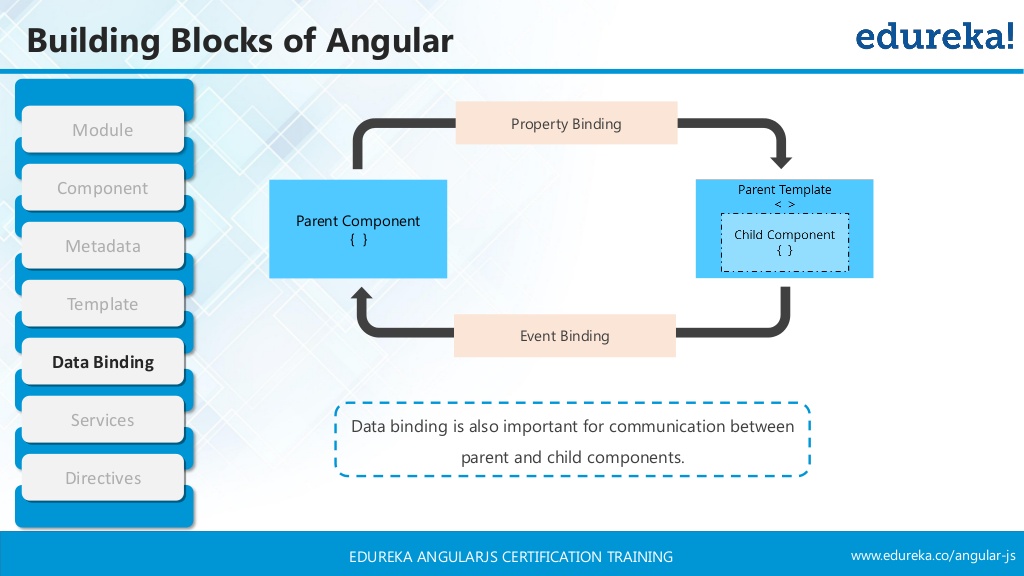 Building Blocks of Angular
edureka!
Module
Component
Metadata
Template
Data Binding
Services
Directives
Property Binding
Parent Component
{ }
Parent Template
< >
Child Component
{ }
Event Binding
Data binding is also important for communication between
parent and child components.
EDUREKA ANGULARJS CERTIFICATION TRAINING
www.edureka.co/angular-js